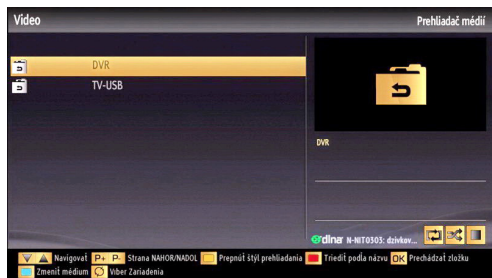 Video
Prehliadač médií
DVR
TV-USB
DVR
dlna N-NIT0303: dzivkov...
Navigovať P+ P- Strana NAHOR/NADOL Prepnúť štýl prehliadania Triediť podľa názvu OK Prechádzať zložku
Zmeniť médium Výber Zariadenia